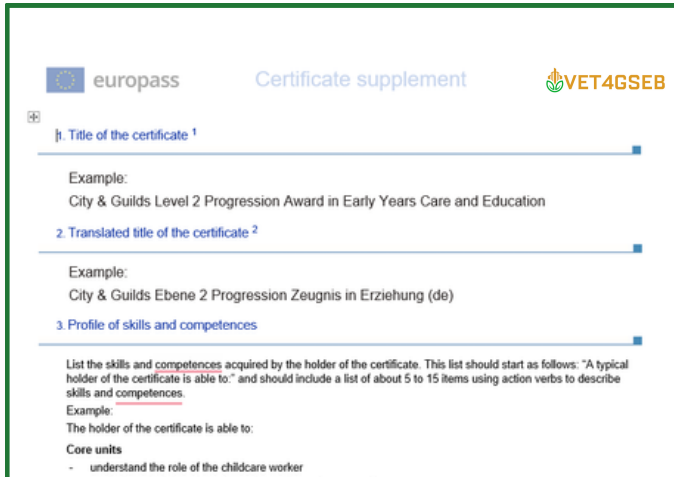 europass
Certificate supplement
VET4GSEB
1. Title of the certificate 1
Example:
City & Guilds Level 2 Progression Award in Early Years Care and Education
2. Translated title of the certificate 2
Example:
City & Guilds Ebene 2 Progression Zeugnis in Erziehung (de)
3. Profile of skills and competences
List the skills and competences acquired by the holder of the certificate. This list should start as follows: “A typical
holder of the certificate is able to:” and should include a list of about 5 to 15 items using action verbs to describe
skills and competences.
Example:
The holder of the certificate is able to:
Core units
- understand the role of the childcare worker